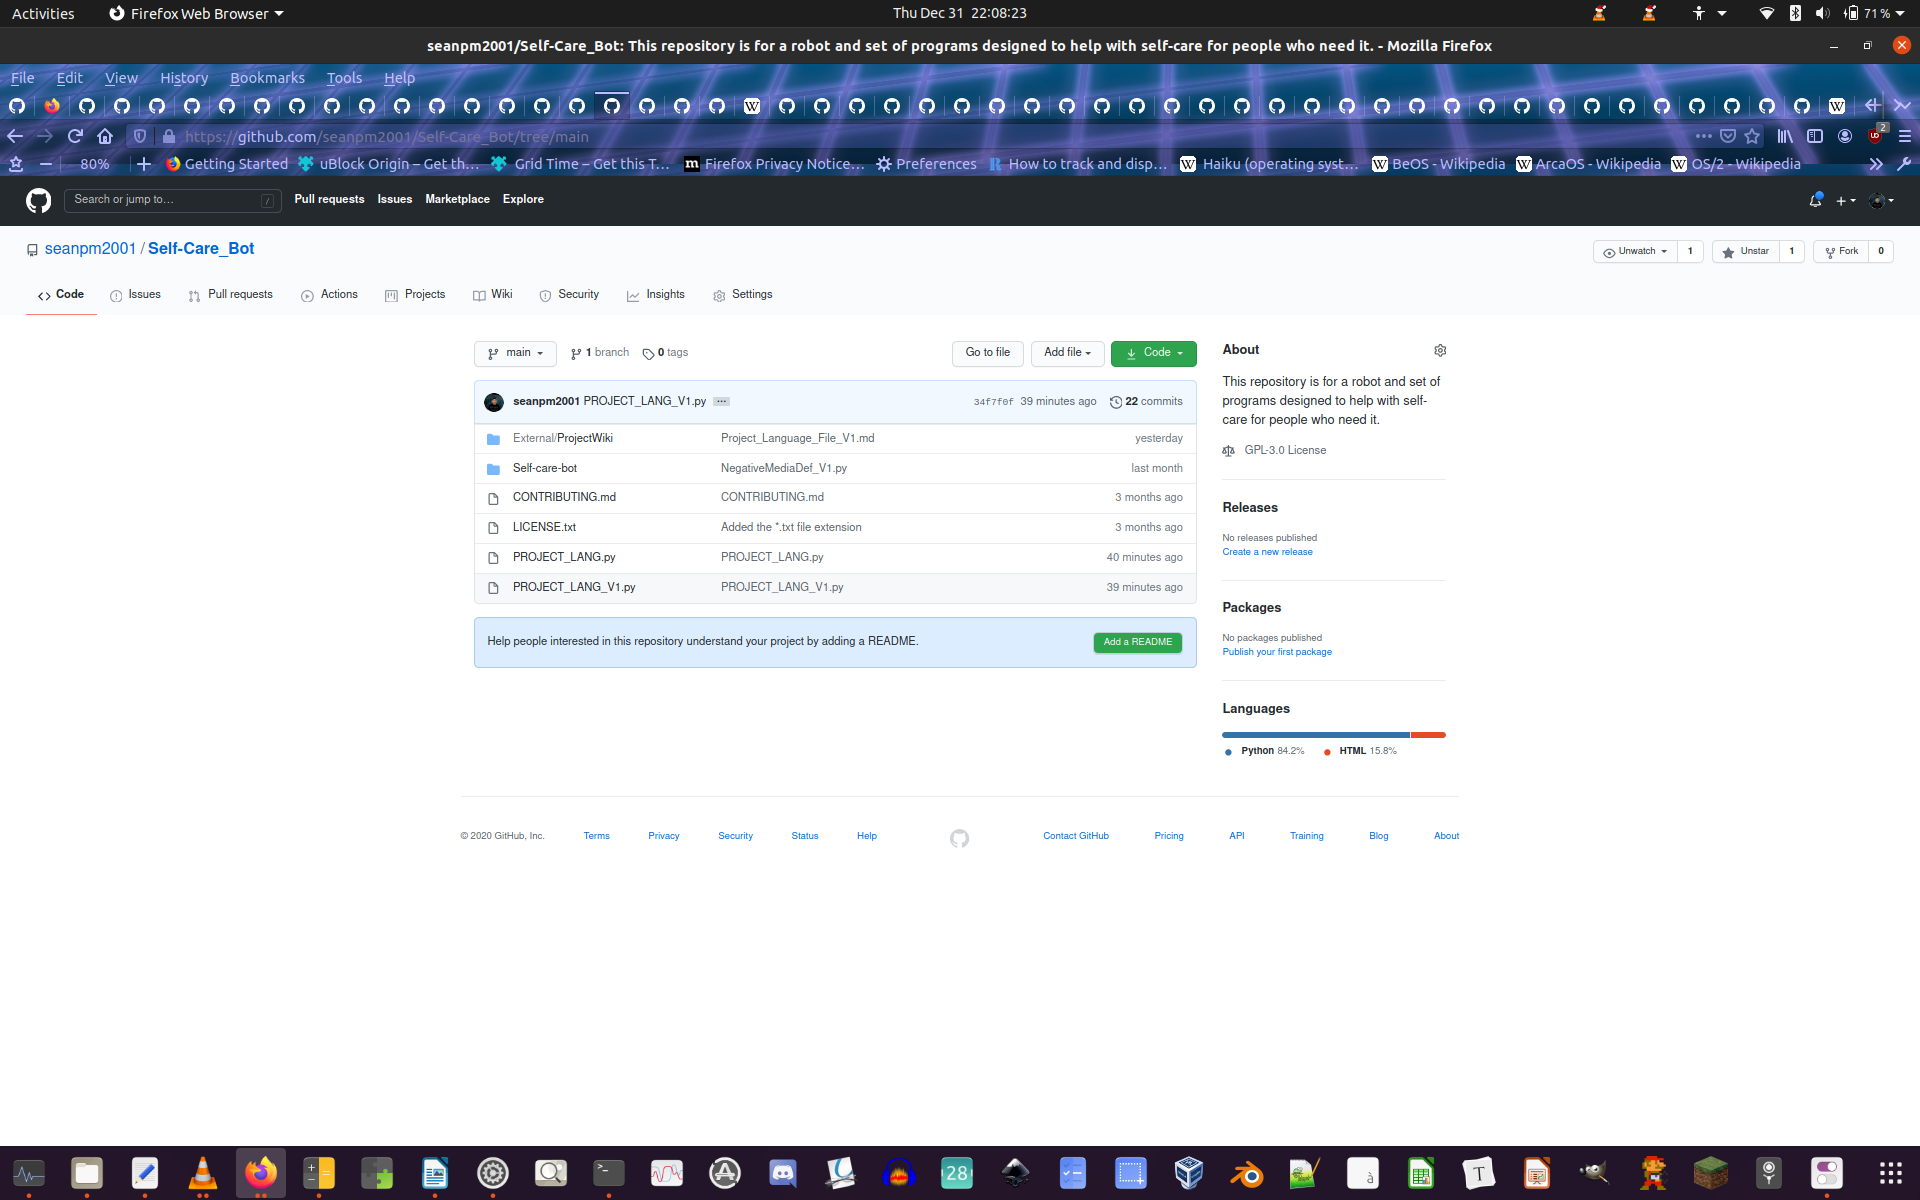 Activities Firefox Web Browser Thu Dec 31 22:08:23 71 %
seanpm2001/Self-Care_Bot: This repository is for a robot and set of programs designed to help with self-care for people who need it. - Mozilla Firefox
File Edit View History Bookmarks Tools Help
https://github.com/seanpm2001/Self-Care_Bot/tree/main 2
80% Getting Started uBlock Origin – Get th… Grid Time – Get this T… Firefox Privacy Notice… Preferences How to track and disp… Haiku (operating syst… BeOS - Wikipedia ArcaOS - Wikipedia OS/2 - Wikipedia
Search or jump to… / Pull requests Issues Marketplace Explore
seanpm2001 / Self-Care_Bot Unwatch 1 Unstar 1 Fork 0
Code Issues Pull requests Actions Projects Wiki Security Insights Settings
main 1 branch 0 tags Go to file Add file Code
seanpm2001 PROJECT_LANG_V1.py ... 34f7f0f 39 minutes ago 22 commits
External/ProjectWiki Project_Language_File_V1.md yesterday
Self-care-bot NegativeMediaDef_V1.py last month
CONTRIBUTING.md CONTRIBUTING.md 3 months ago
LICENSE.txt Added the *.txt file extension 3 months ago
PROJECT_LANG.py PROJECT_LANG.py 40 minutes ago
PROJECT_LANG_V1.py PROJECT_LANG_V1.py 39 minutes ago
Help people interested in this repository understand your project by adding a README. Add a README
About
This repository is for a robot and set of
programs designed to help with self-
care for people who need it.
GPL-3.0 License
Releases
No releases published
Create a new release
Packages
No packages published
Publish your first package
Languages
Python 84.2% HTML 15.8%
© 2020 GitHub, Inc. Terms Privacy Security Status Help Contact GitHub Pricing API Training Blog About
28